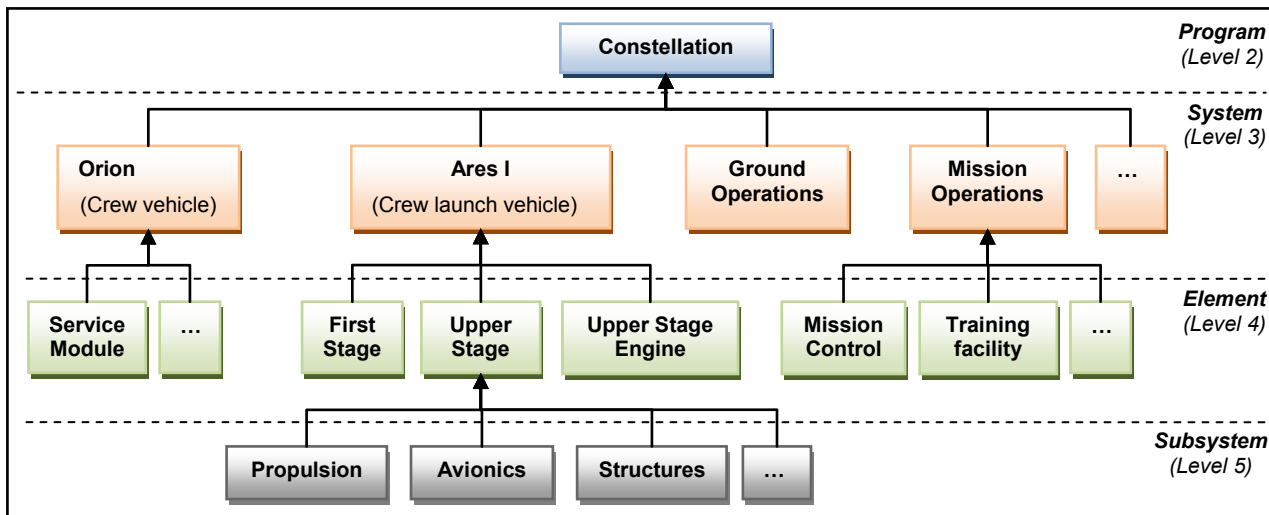 Constellation
Program
(Level 2)
System
(Level 3)
Orion
(Crew vehicle)
Ares I
(Crew launch vehicle)
Ground
Operations
Mission
Operations
...
Element
(Level 4)
Service
Module
...
First
Stage
Upper
Stage
Upper Stage
Engine
Mission
Control
Training
facility
...
Subsystem
(Level 5)
Propulsion
Avionics
Structures
...